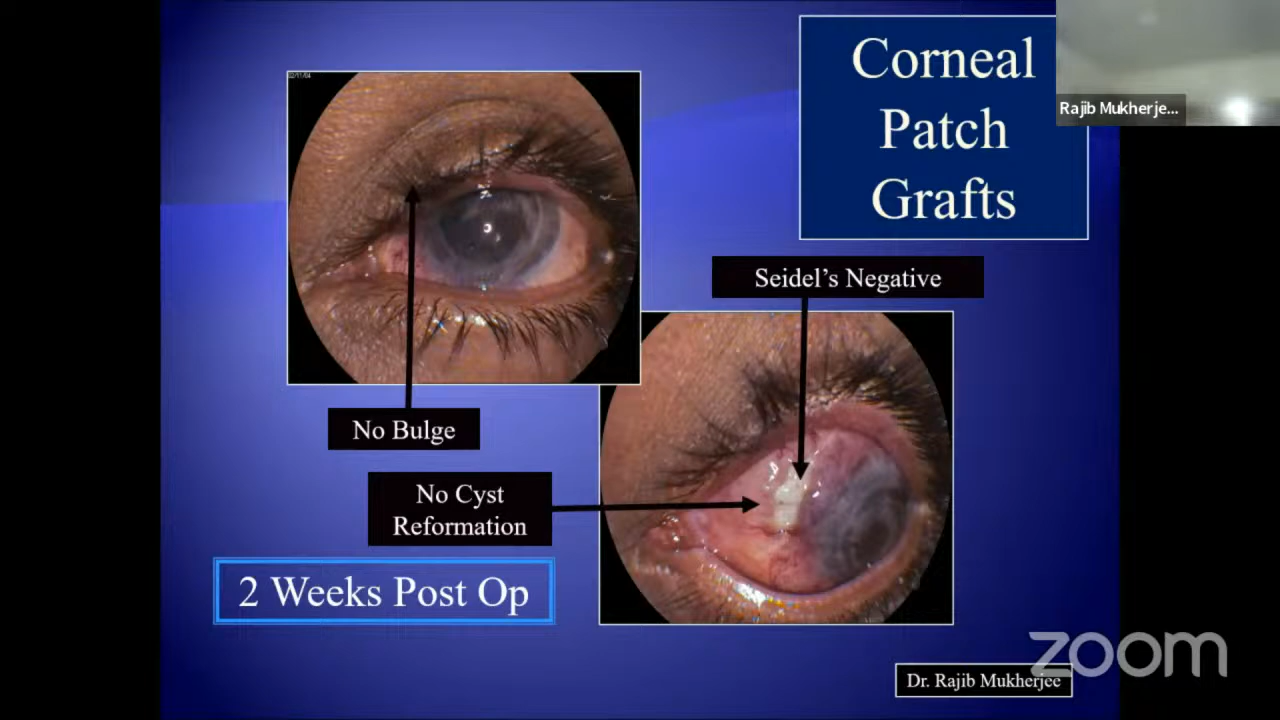 Corneal
Patch
Grafts
Rajib Mukherje...
Seidel's Negative
No Bulge
No Cyst
Reformation
2 Weeks Post Op
zoom
Dr. Rajib Mukherjee